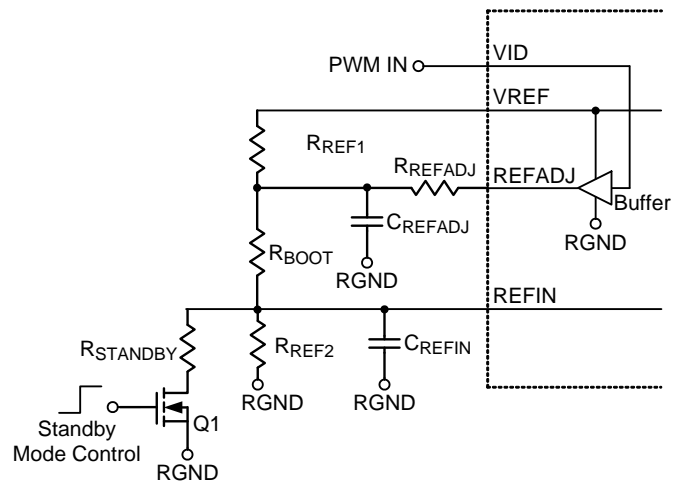 PWM IN
VID
VREF
RREF1
RREFADJ
REFADJ
Buffer
CREFADJ
RGND
RGND
RBOOT
REFIN
RSTANDBY
RREF2
CREFIN
RGND
RGND
Q1
Standby
Mode Control
RGND